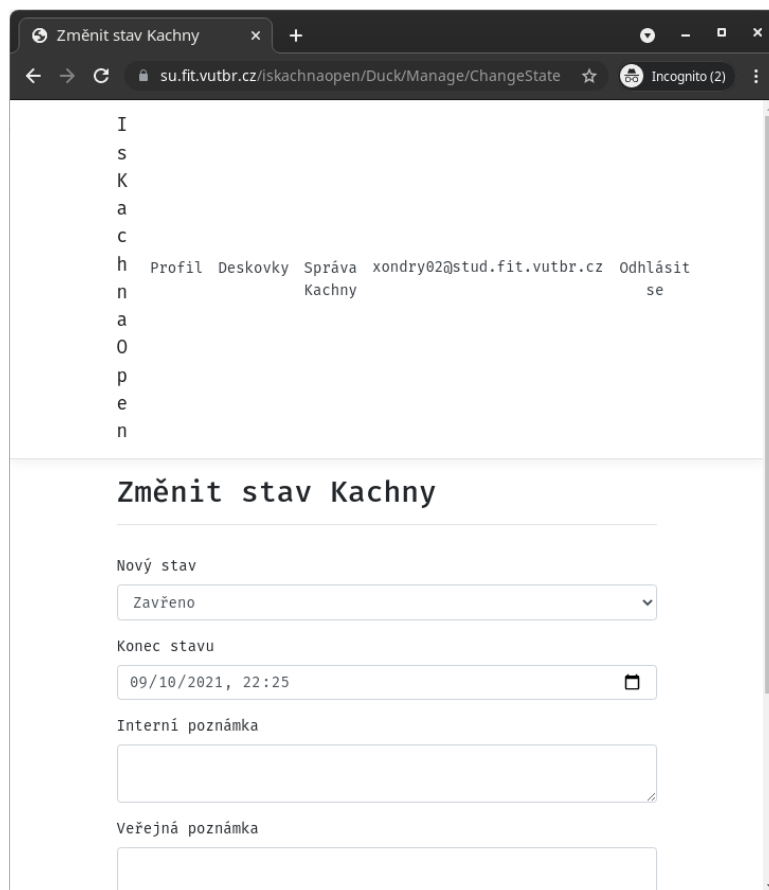 Změnit stav Kachny
su.fit.vutbr.cz/iskachnaopen/Duck/Manage/ChangeState
Incognito (2)
IsKachnaOpen
Profil
Deskovky
Správa
Kachny
xondry02@stud.fit.vutbr.cz
Odhlásit
se
Změnit stav Kachny
Nový stav
Zavřeno
Konec stavu
09/10/2021, 22:25
Interní poznámka
Veřejná poznámka